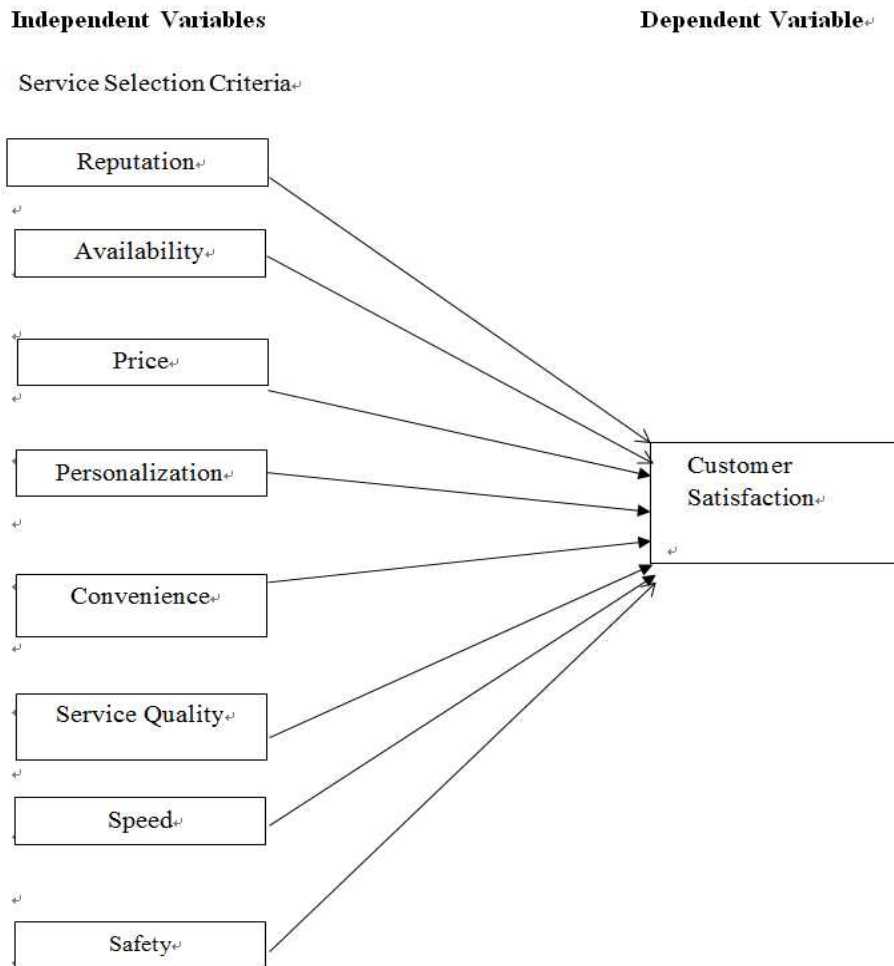 Independent Variables
Dependent Variable
Service Selection Criteria
Reputation
Availability
Price
Personalization
Convenience
Service Quality
Speed
Safety
Customer
Satisfaction